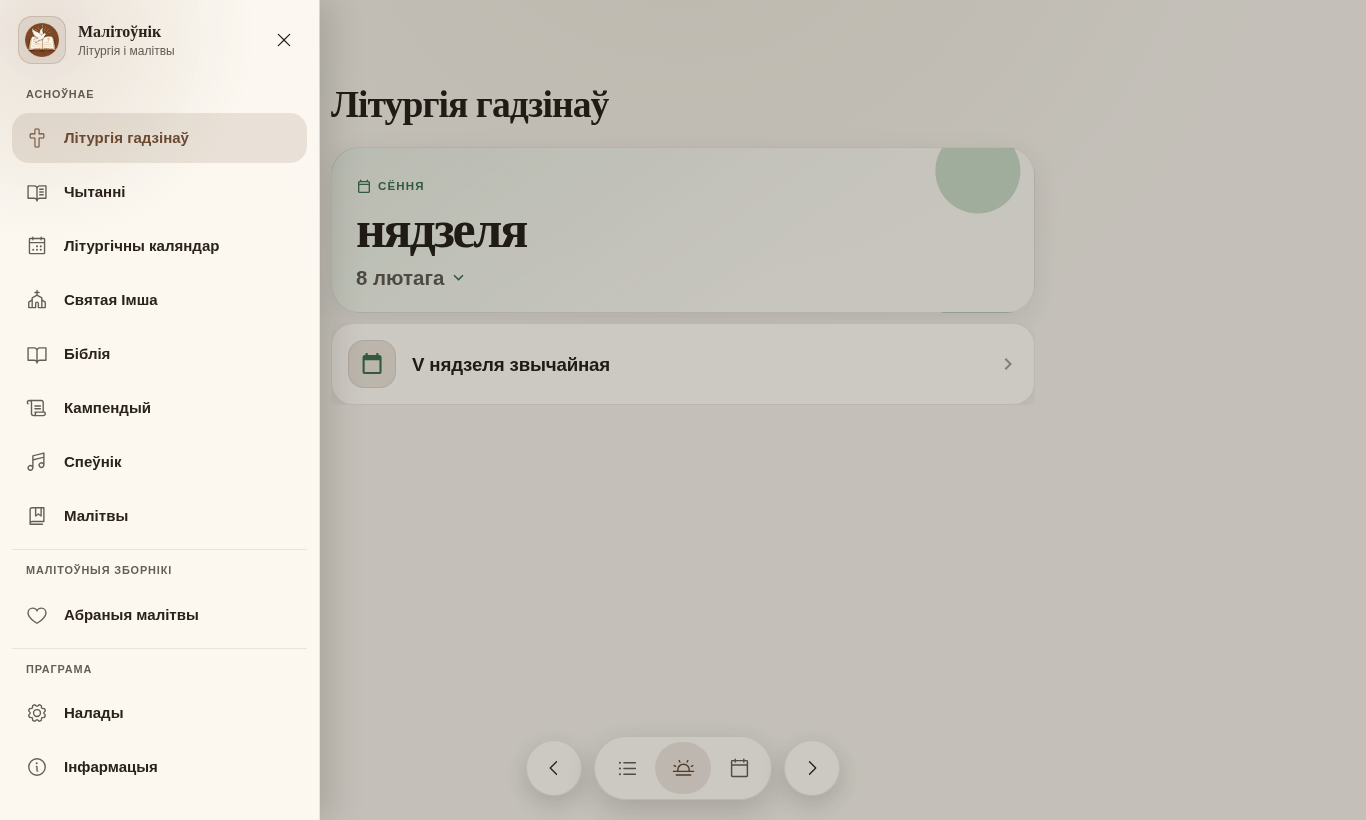 Малітоўнік
Літургія і малітвы
АСНОЎНАЕ
Літургія гадзінаў
Чытанні
Літургічны каляндар
Святая Імша
Біблія
Кампендый
Спеўнік
Малітвы
МАЛІТОЎНЫЯ ЗБОРНІКІ
Абраныя малітвы
ПРАГРАМА
Налады
Інфармацыя
Літургія гадзінаў
СЁННЯ
нядзеля
8 лютага
V нядзеля звычайная